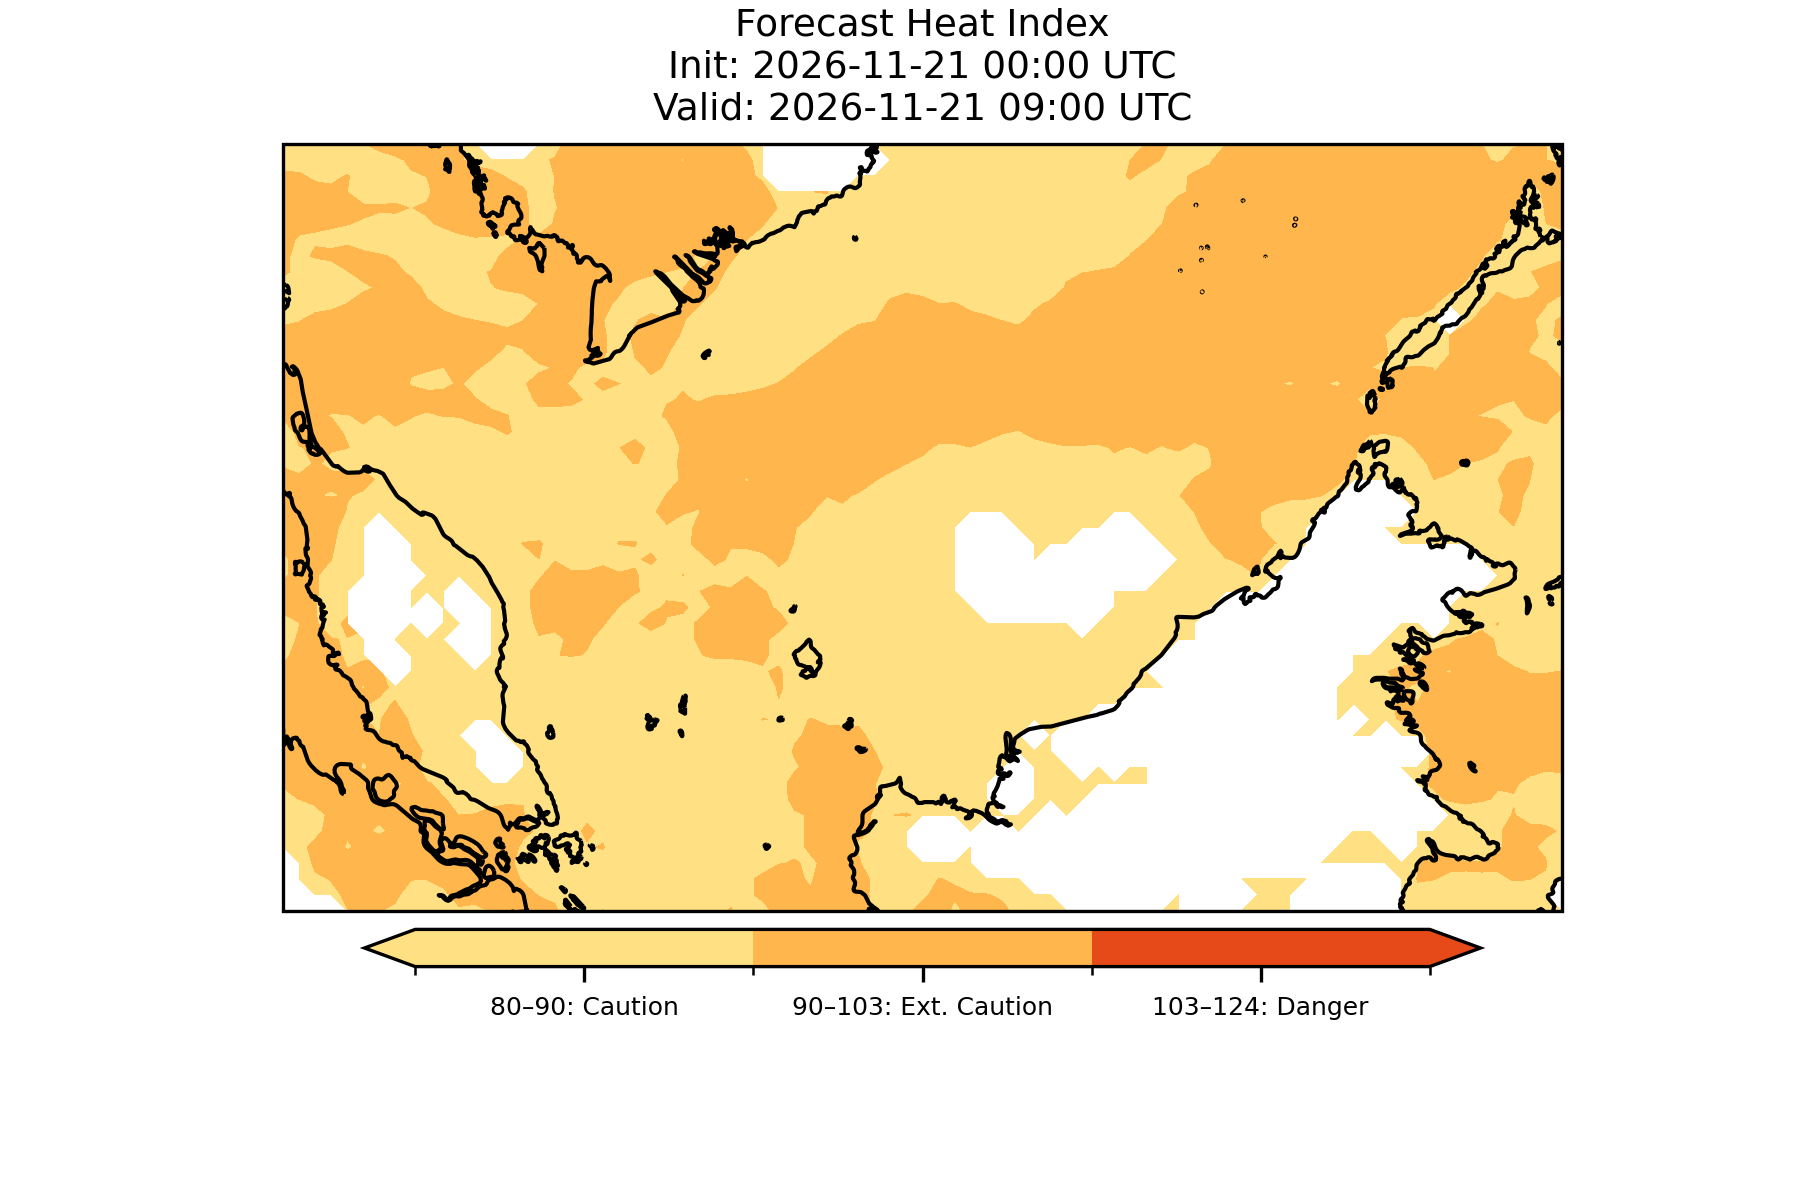 Forecast Heat Index
Init: 2026-11-21 00:00 UTC
Valid: 2026-11-21 09:00 UTC
80–90: Caution
90–103: Ext. Caution
103–124: Danger